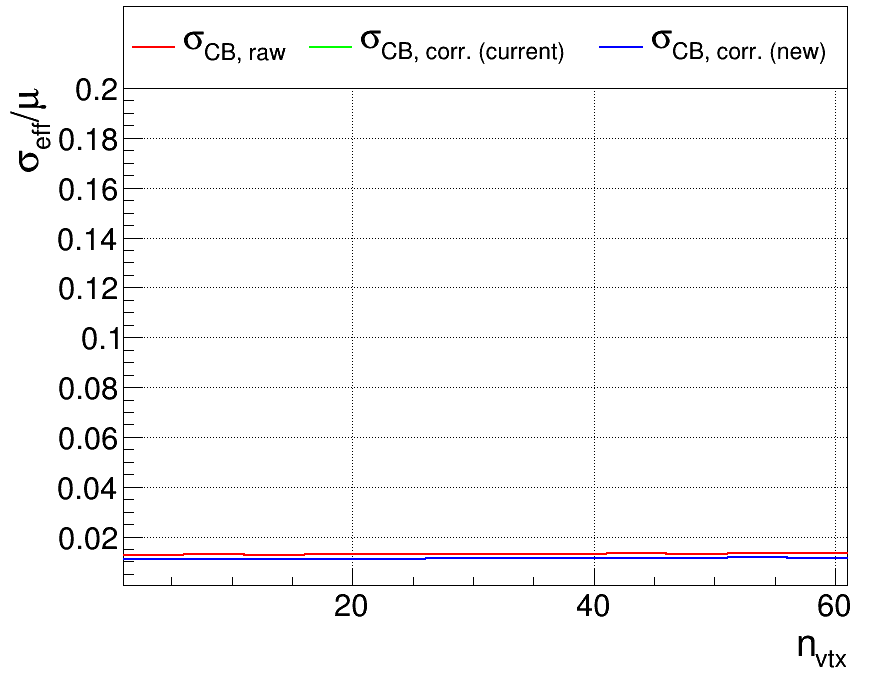 σCB, raw σCB, corr. (current) σCB, corr. (new)
σeff/μ
0.2
0.18
0.16
0.14
0.12
0.1
0.08
0.06
0.04
0.02
20 40 60
nvtx